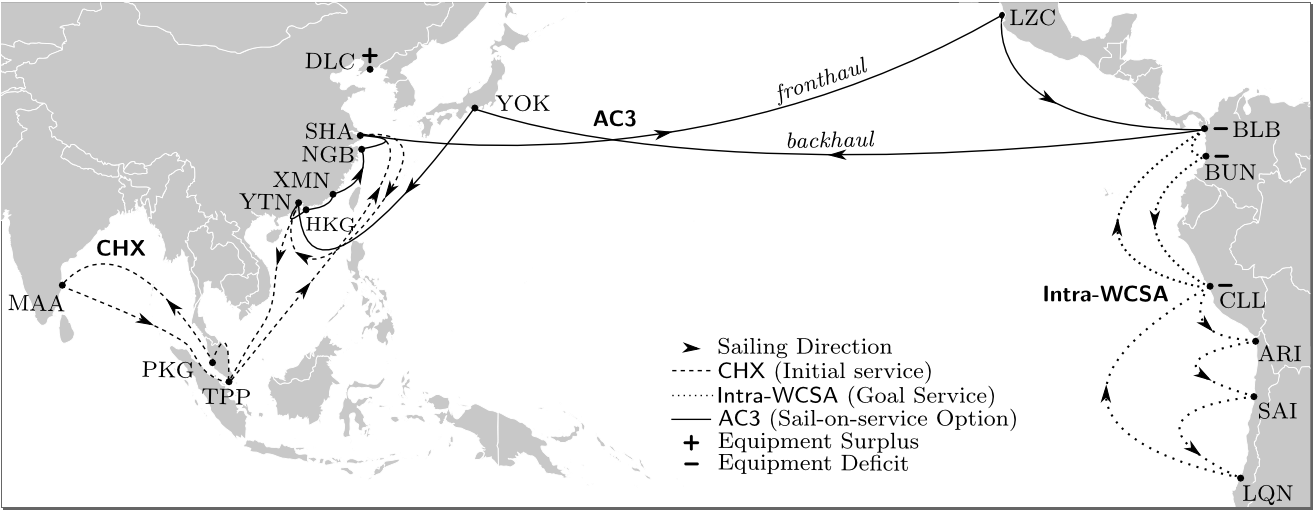 LZC
DLC +
fronthaul
YOK
AC3
SHA
BLB
backhaul
NGB
BUN
XMN
YTN
HKG
CHX
MAA
Intra-WCSA
CLL
Sailing Direction
ARI
PKG
CHX (Initial service)
TPP
Intra-WCSA (Goal Service)
SAI
AC3 (Sail-on-service Option)
+ Equipment Surplus
− Equipment Deficit
LQN